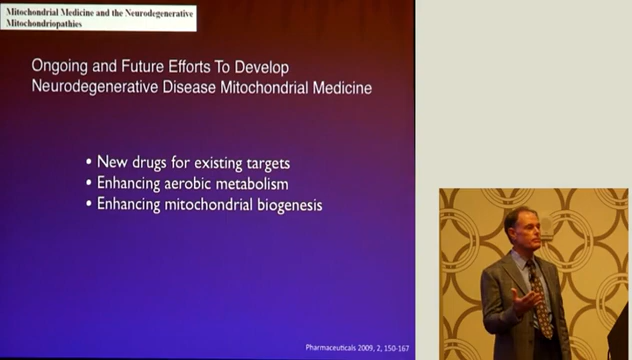 Mitochondrial Medicine and the Neurodegenerative
Mitochondriopathies
Ongoing and Future Efforts To Develop
Neurodegenerative Disease Mitochondrial Medicine
• New drugs for existing targets
• Enhancing aerobic metabolism
• Enhancing mitochondrial biogenesis
Pharmaceuticals 2009, 2, 150-167